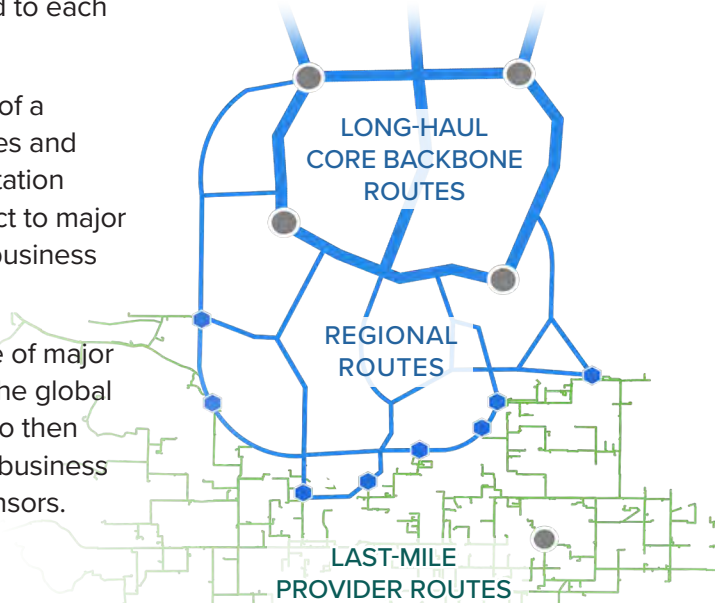 d to each
of a
es and
tation
ct to major
business
e of major
he global
o then
business
nsors.
LONG-HAUL
CORE BACKBONE
ROUTES
REGIONAL
ROUTES
LAST-MILE
PROVIDER ROUTES